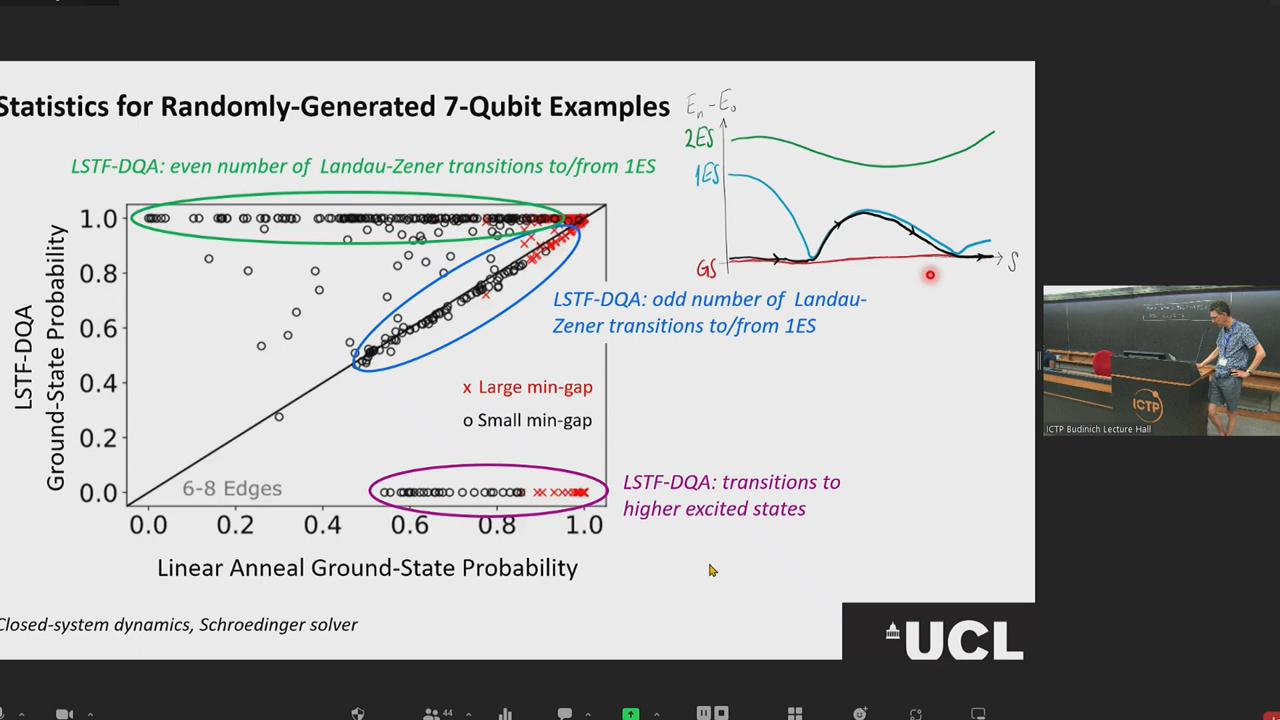 Statistics for Randomly-Generated 7-Qubit Examples
LSTF-DQA: even number of Landau-Zener transitions to/from 1ES
LSTF-DQA
Ground-State Probability
1.0
0.8
0.6
0.4
0.2
0.0
0.0 0.2 0.4 0.6 0.8 1.0
Linear Anneal Ground-State Probability
6-8 Edges
x Large min-gap
o Small min-gap
LSTF-DQA: odd number of Landau-
Zener transitions to/from 1ES
LSTF-DQA: transitions to
higher excited states
En-E0
2ES
1ES
GS
S
Closed-system dynamics, Schroedinger solver
UCL
ICTP
ICTP Budinich Lecture Hall
44